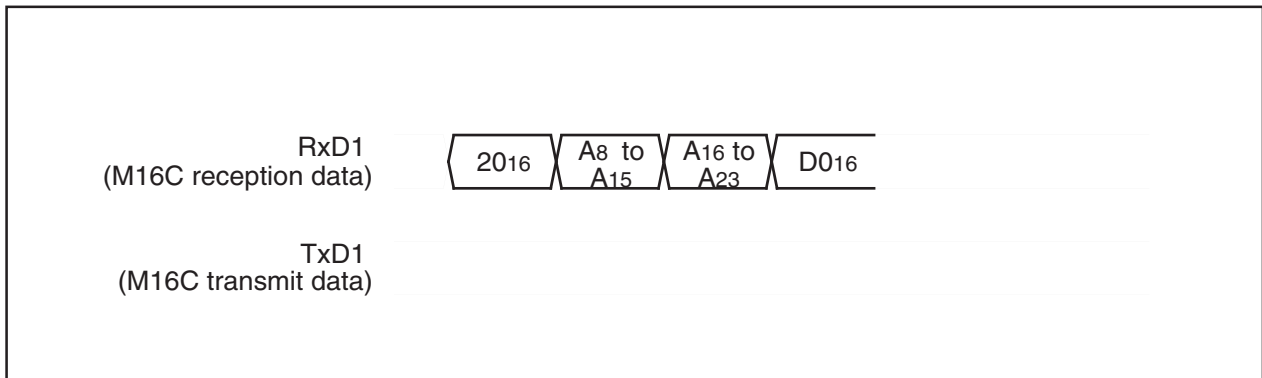 RxD1
(M16C reception data)
2016
A8 to
A15
A16 to
A23
D016
TxD1
(M16C transmit data)